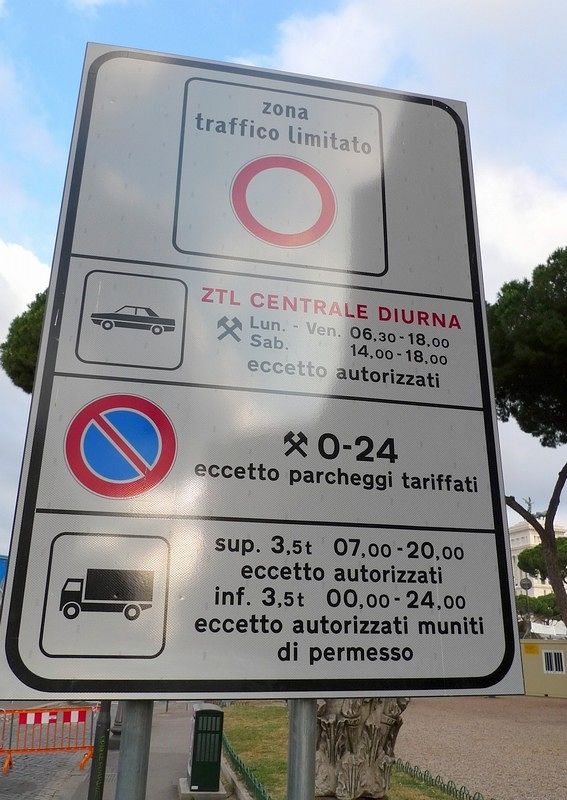 zona
traffico limitato
ZTL CENTRALE DIURNA
Lun. - Ven. 06.30-18.00
Sab. 14.00-18.00
eccetto autorizzati
0-24
eccetto parcheggi tariffati
sup. 3,5t 07,00-20,00
eccetto autorizzati
inf. 3,5t 00,00-24,00
eccetto autorizzati muniti
di permesso